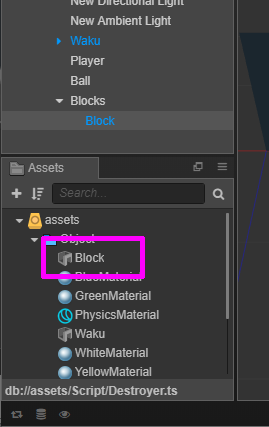 New Directional Light
New Ambient Light
Waku
Player
Ball
Blocks
Block
Assets
Search...
assets
Object
Block
BlueMaterial
GreenMaterial
PhysicsMaterial
Waku
WhiteMaterial
YellowMaterial
db://assets/Script/Destroyer.ts